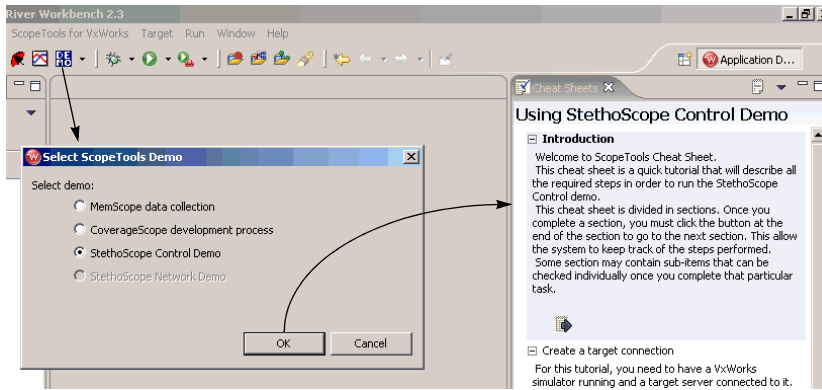 River Workbench 2.3
ScopeTools for VxWorks Target Run Window Help
Application D...
Cheat Sheets
Using StethoScope Control Demo
Introduction
Welcome to ScopeTools Cheat Sheet.
This cheat sheet is a quick tutorial that will describe all
the required steps in order to run the StethoScope
Control demo.
This cheat sheet is divided in sections. Once you
complete a section, you must click the button at the
end of the section to go to the next section. This allow
the system to keep track of the steps performed.
Some section may contain sub-items that can be
checked individually once you complete that particular
task.
Create a target connection
For this tutorial, you need to have a VxWorks
simulator running and a target server connected to it.
Select ScopeTools Demo
Select demo:
MemScope data collection
CoverageScope development process
StethoScope Control Demo
StethoScope Network Demo
OK Cancel